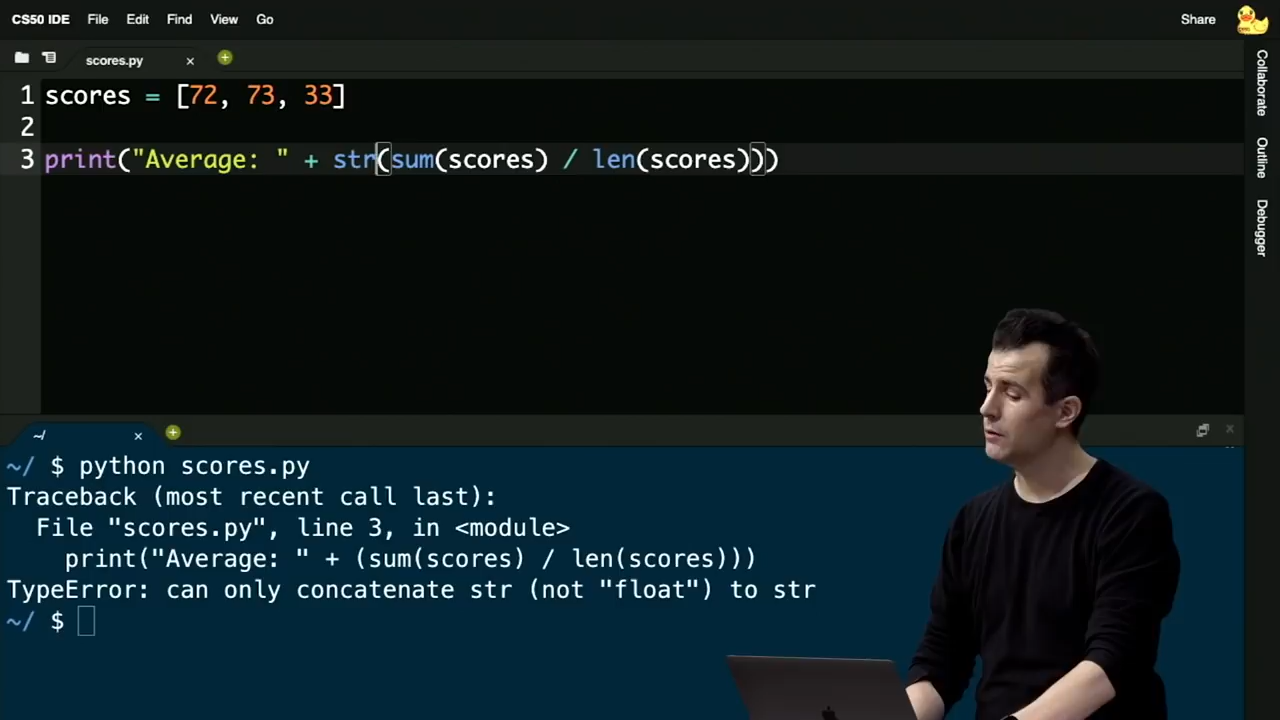 CS50 IDE File Edit Find View Go Share
scores.py
1 scores = [72, 73, 33]
2
3 print("Average: " + str(sum(scores) / len(scores)))
Collaborate
Outline
Debugger
~/
~/ $ python scores.py
Traceback (most recent call last):
  File "scores.py", line 3, in <module>
    print("Average: " + (sum(scores) / len(scores)))
TypeError: can only concatenate str (not "float") to str
~/ $